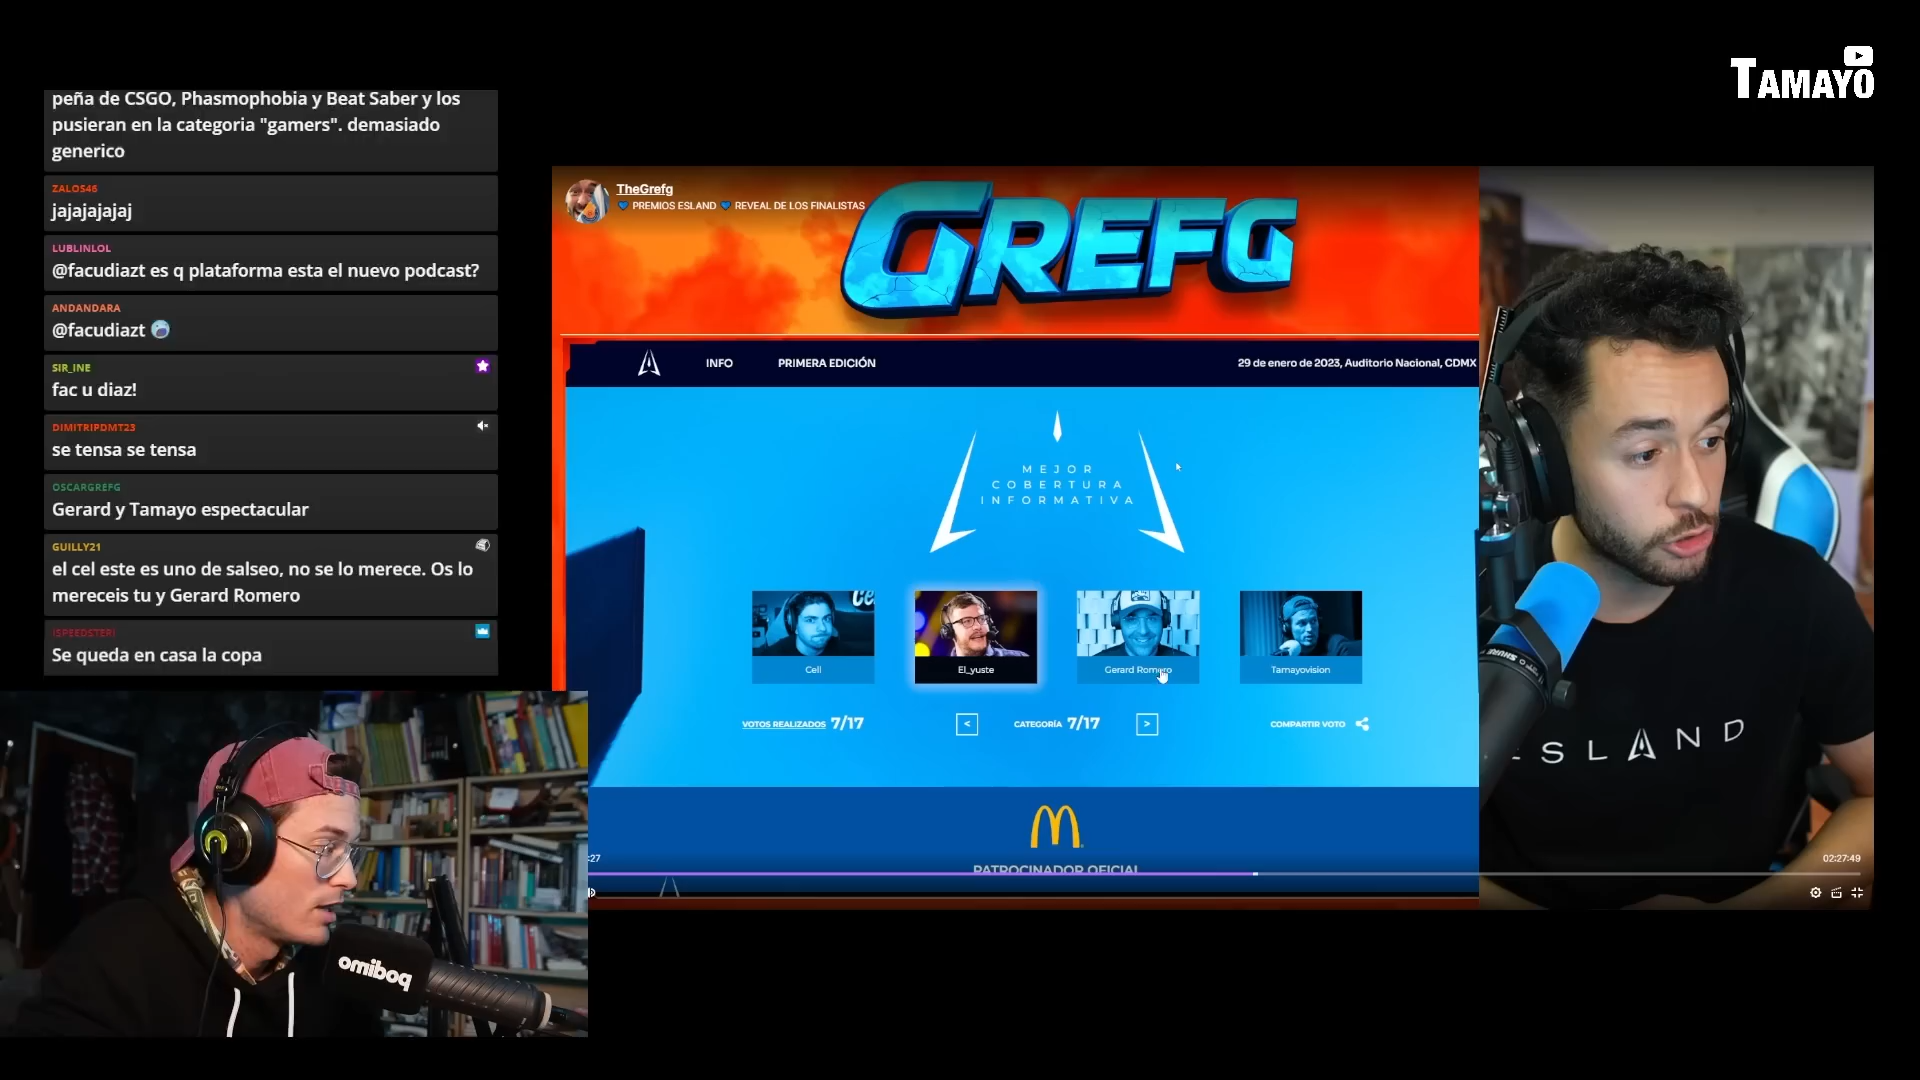 peña de CSGO, Phasmophobia y Beat Saber y los
pusieran en la categoria "gamers". demasiado
generico
ZALOS46
jajajajajaj
LUBLINLOL
@facudiazt es q plataforma esta el nuevo podcast?
ANDANDARA
@facudiazt
SIR_INE
fac u diaz!
DIMITRIPDMT23
se tensa se tensa
OSCARGREFG
Gerard y Tamayo espectacular
GUILLY21
el cel este es uno de salseo, no se lo merece. Os lo
mereceis tu y Gerard Romero
Se queda en casa la copa
TAMAYO
TheGrefg
PREMIOS ESLAND REVEAL DE LOS FINALISTAS
GREFG
INFO
PRIMERA EDICIÓN
29 de enero de 2023, Auditorio Nacional, CDMX
MEJOR
COBERTURA
INFORMATIVA
Cell
El_yuste
Gerard Romero
Tamayovision
VOTOS REALIZADOS 7/17
<
CATEGORÍA 7/17
>
COMPARTIR VOTO
PATROCINADOR OFICIAL
:27
02:27:49
SHURE
ESLAND
omiboq